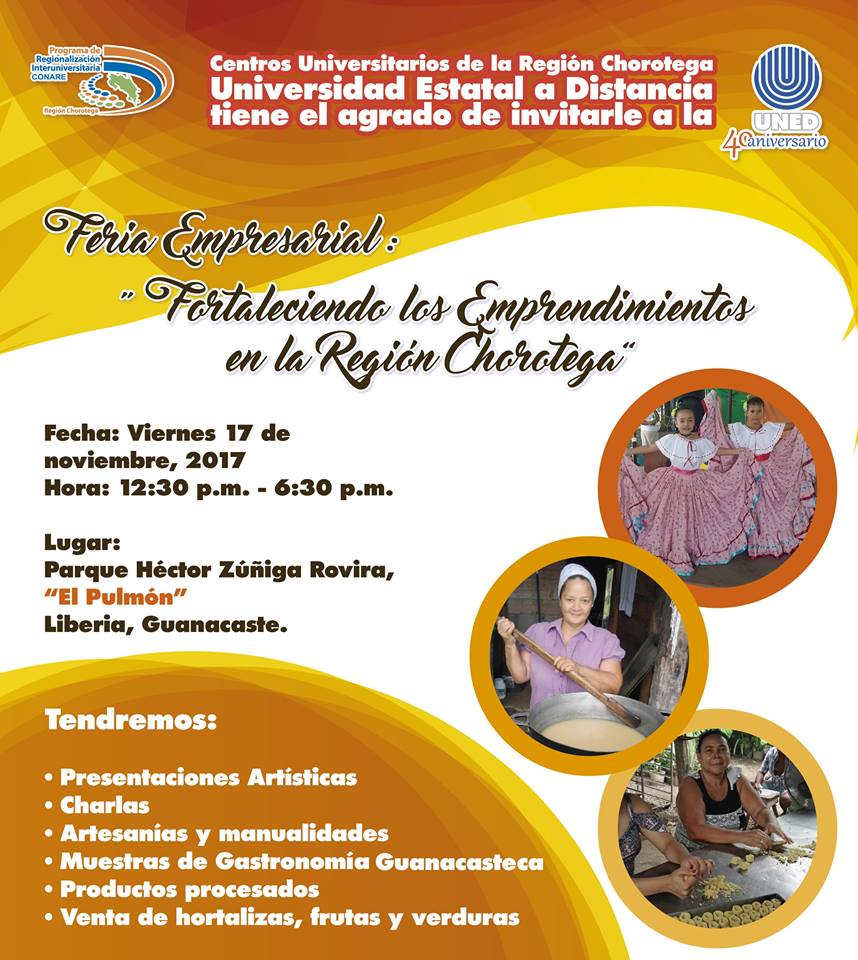 Programa de
Regionalización
Interuniversitaria
CONARE
Región Chorotega
Centros Universitarios de la Región Chorotega
Universidad Estatal a Distancia
tiene el agrado de invitarle a la
UNED
40 aniversario
Feria Empresarial:
" Fortaleciendo los Emprendimientos
en la Región Chorotega"
Fecha: Viernes 17 de
noviembre, 2017
Hora: 12:30 p.m. - 6:30 p.m.
Lugar:
Parque Héctor Zúñiga Rovira,
"El Pulmón"
Liberia, Guanacaste.
Tendremos:
• Presentaciones Artísticas
• Charlas
• Artesanías y manualidades
• Muestras de Gastronomía Guanacasteca
• Productos procesados
• Venta de hortalizas, frutas y verduras